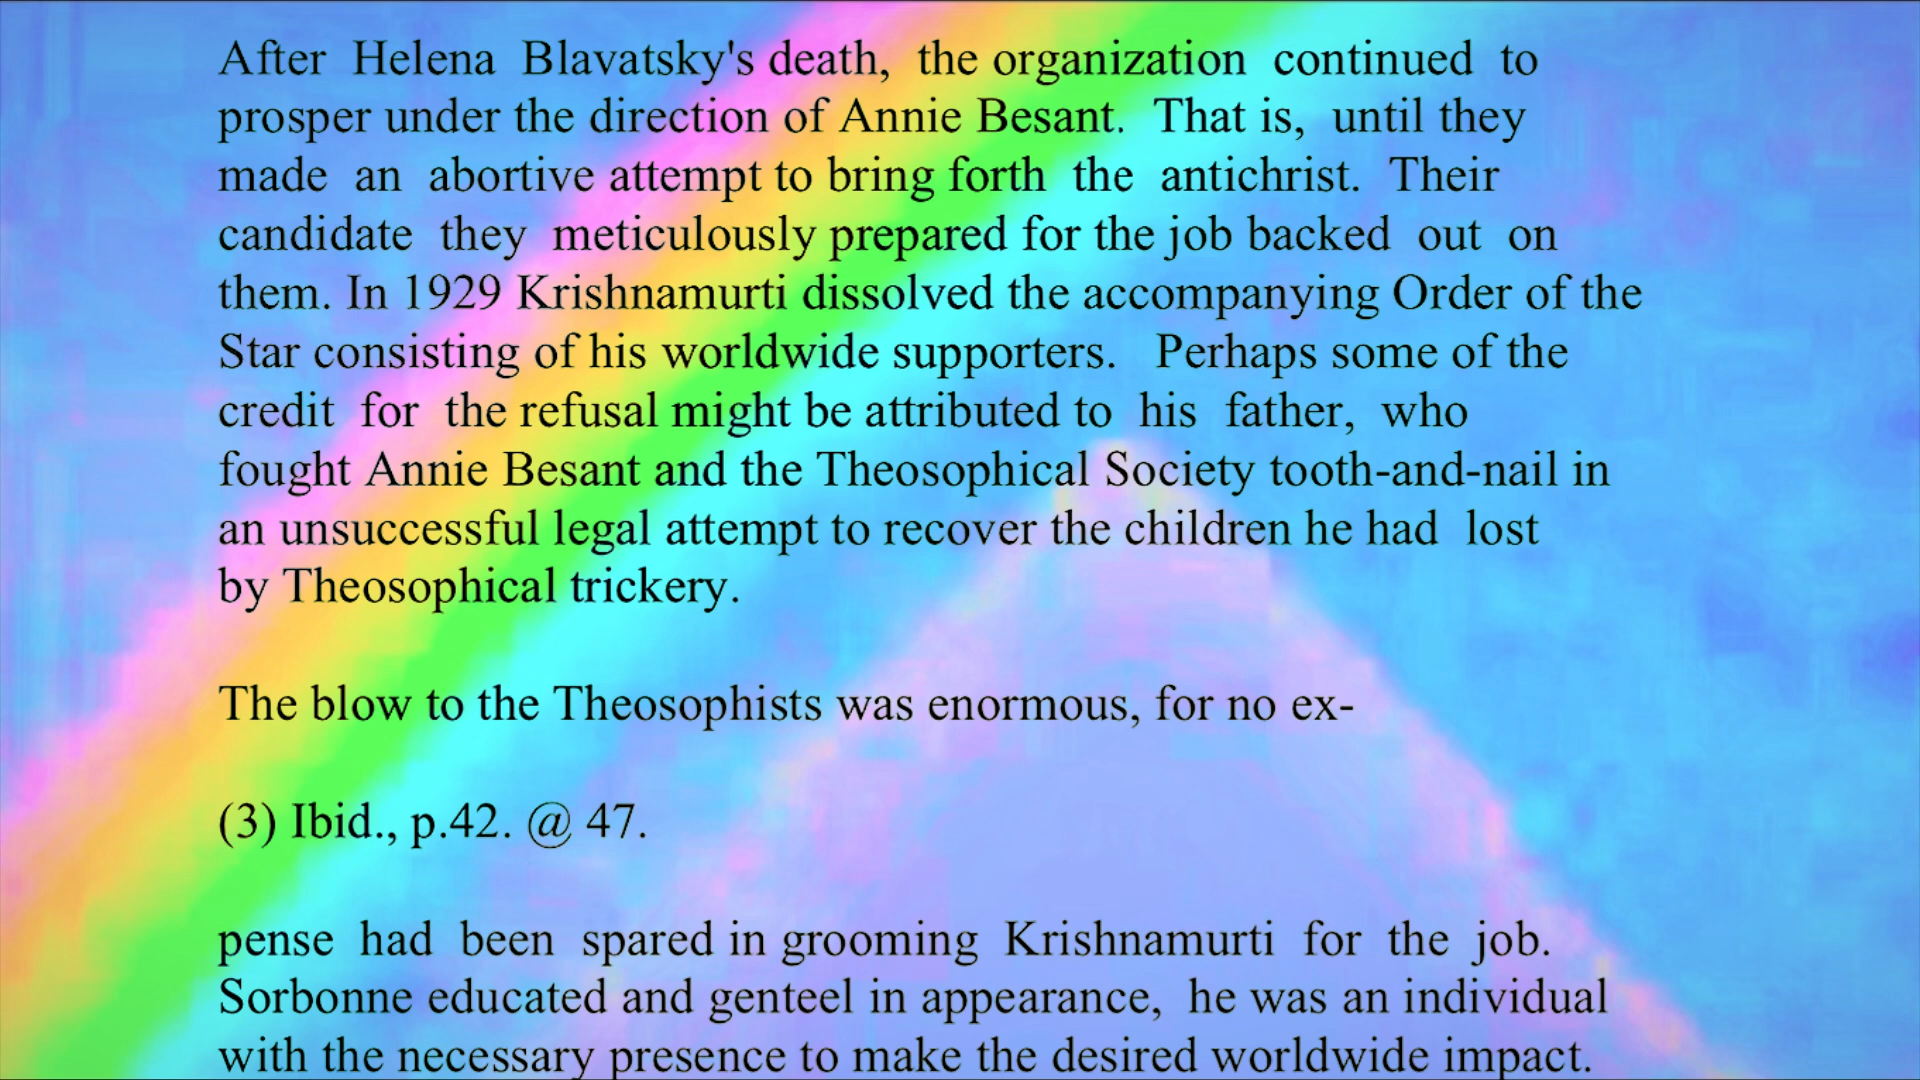 After Helena Blavatsky's death, the organization continued to
prosper under the direction of Annie Besant. That is, until they
made an abortive attempt to bring forth the antichrist. Their
candidate they meticulously prepared for the job backed out on
them. In 1929 Krishnamurti dissolved the accompanying Order of the
Star consisting of his worldwide supporters. Perhaps some of the
credit for the refusal might be attributed to his father, who
fought Annie Besant and the Theosophical Society tooth-and-nail in
an unsuccessful legal attempt to recover the children he had lost
by Theosophical trickery.
The blow to the Theosophists was enormous, for no ex-
(3) Ibid., p.42. @ 47.
pense had been spared in grooming Krishnamurti for the job.
Sorbonne educated and genteel in appearance, he was an individual
with the necessary presence to make the desired worldwide impact.